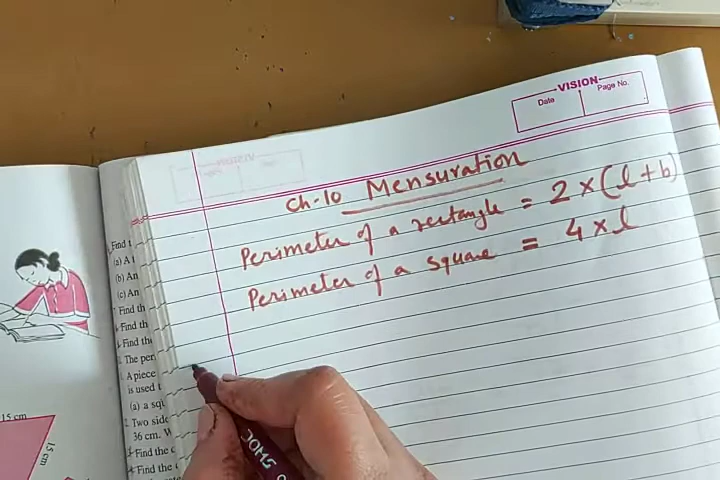 VISION
Date
Page No.
Ch-10 Mensuration
Perimeter of a rectangle = 2 × (l + b)
Perimeter of a square = 4 × l
Find t
(a) A t
(b) An
(c) An
Find th
Find th
Find the
The per
A piece
is used t
(a) a squ
Two side
36 cm. W
Find the c
Find the
15 cm
15 cm
DOMS